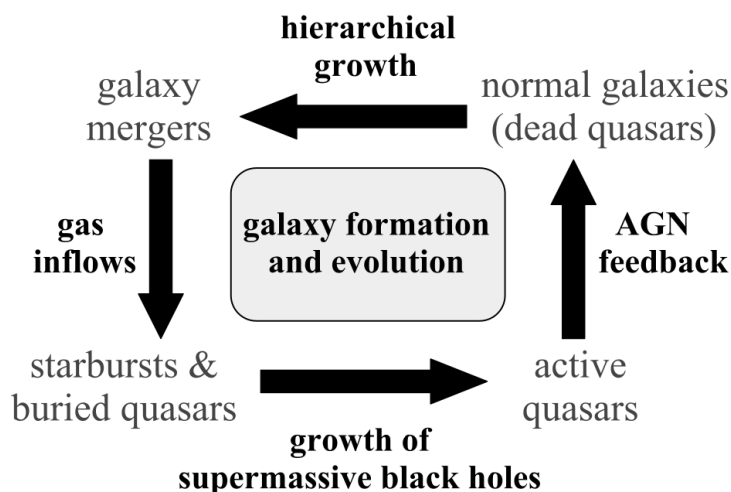 hierarchical
growth
galaxy
mergers
normal galaxies
(dead quasars)
gas
inflows
galaxy formation
and evolution
AGN
feedback
starbursts &
buried quasars
active
quasars
growth of
supermassive black holes